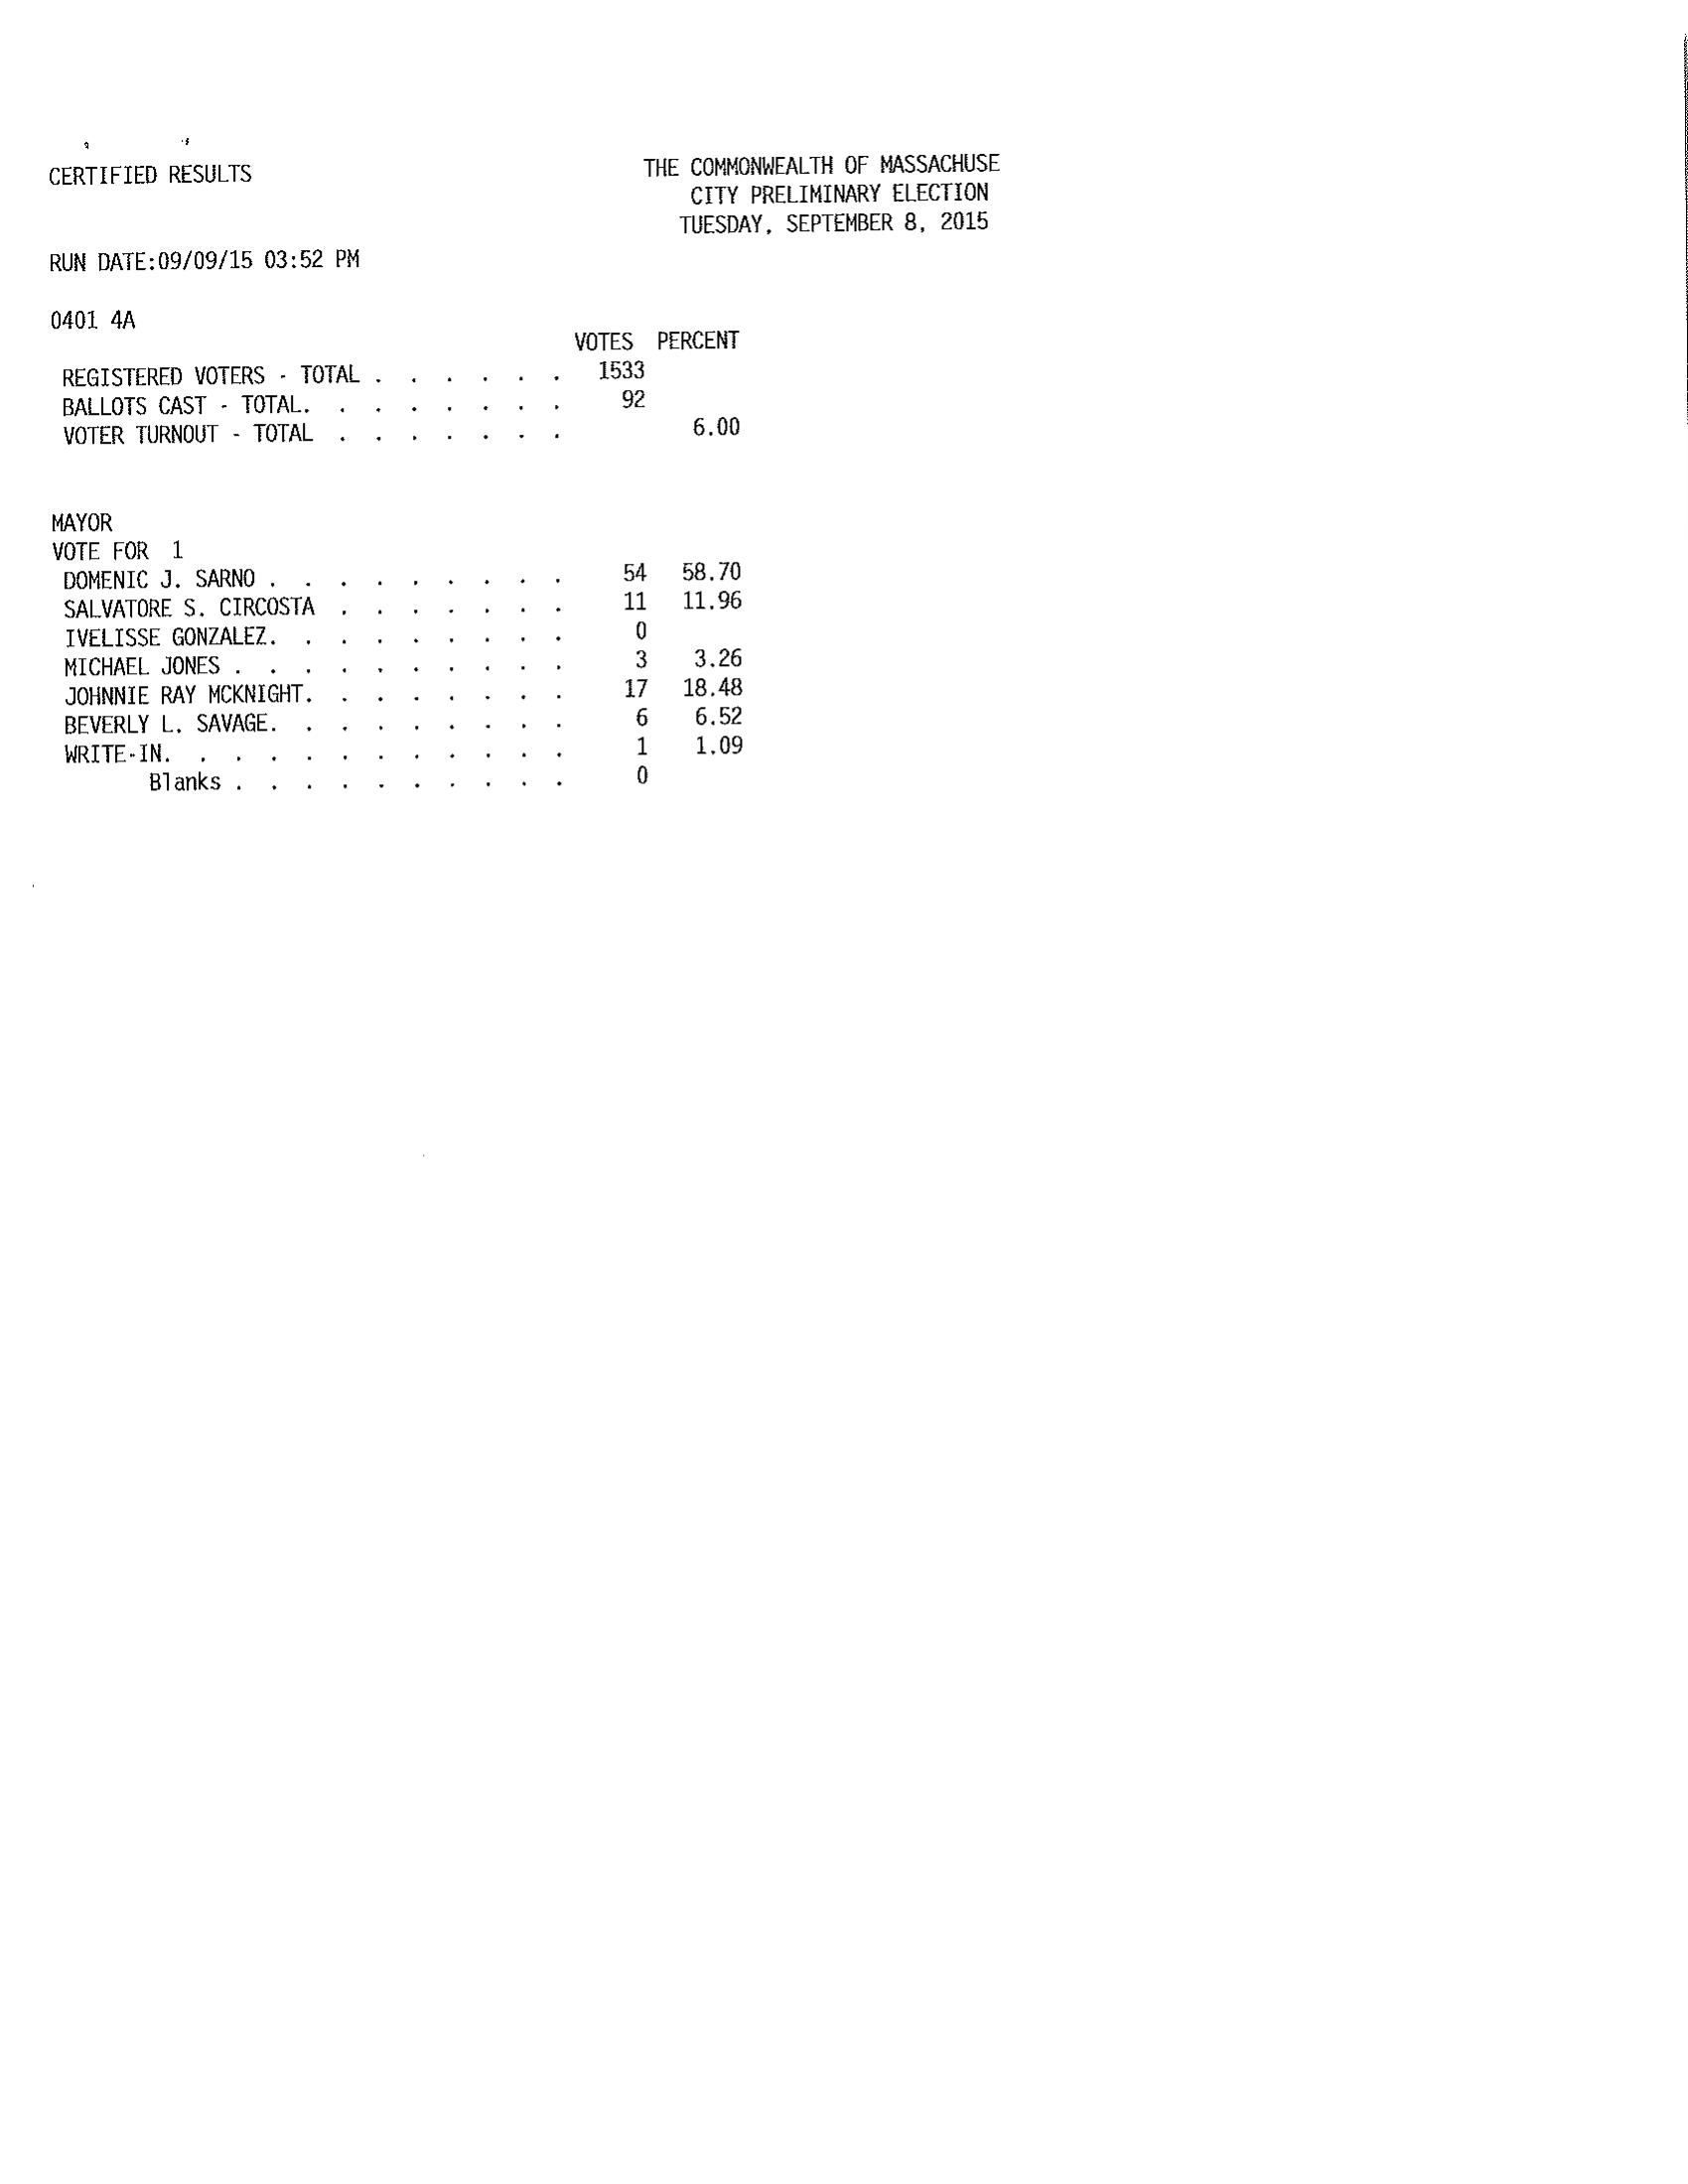 CERTIFIED RESULTS
THE COMMONWEALTH OF MASSACHUSE
CITY PRELIMINARY ELECTION
TUESDAY, SEPTEMBER 8, 2015
RUN DATE:09/09/15 03:52 PM
0401 4A
VOTES PERCENT
REGISTERED VOTERS - TOTAL . . . . . . 1533
BALLOTS CAST - TOTAL. . . . . . . . 92
VOTER TURNOUT - TOTAL . . . . . . . 6.00
MAYOR
VOTE FOR 1
DOMENIC J. SARNO . . . . . . . . . 54 58.70
SALVATORE S. CIRCOSTA . . . . . . . 11 11.96
IVELISSE GONZALEZ. . . . . . . . . 0
MICHAEL JONES . . . . . . . . . . 3 3.26
JOHNNIE RAY MCKNIGHT. . . . . . . . 17 18.48
BEVERLY L. SAVAGE. . . . . . . . . 6 6.52
WRITE-IN. . . . . . . . . . . . 1 1.09
Blanks . . . . . . . . . . 0